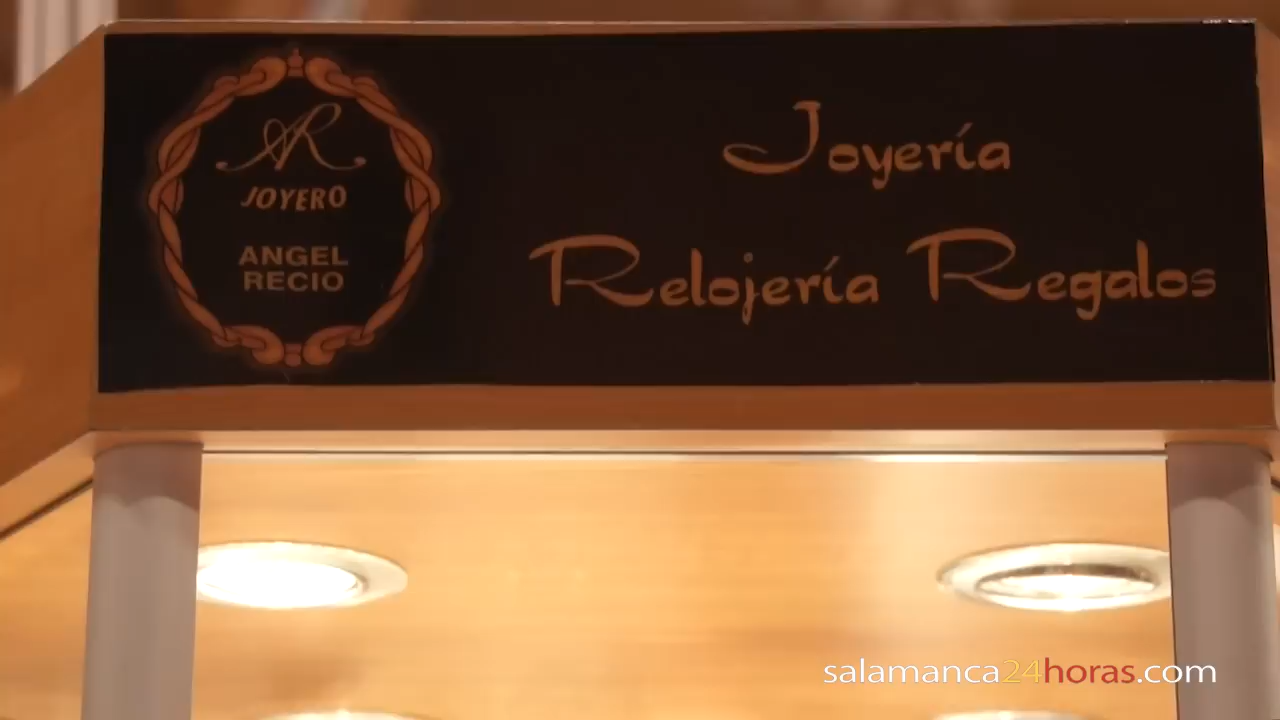 AR
JOYERO
ANGEL
RECIO
Joyería
Relojería Regalos
salamanca24horas.com